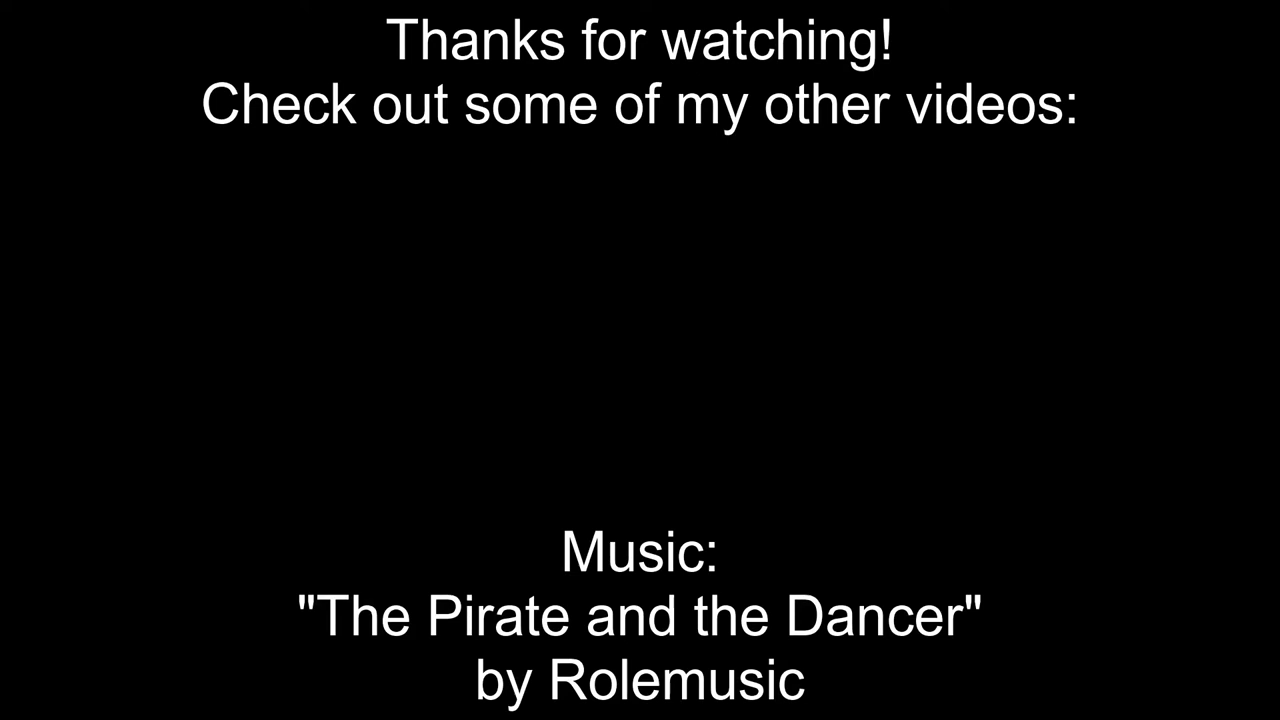 Thanks for watching!
Check out some of my other videos:
Music:
"The Pirate and the Dancer"
by Rolemusic